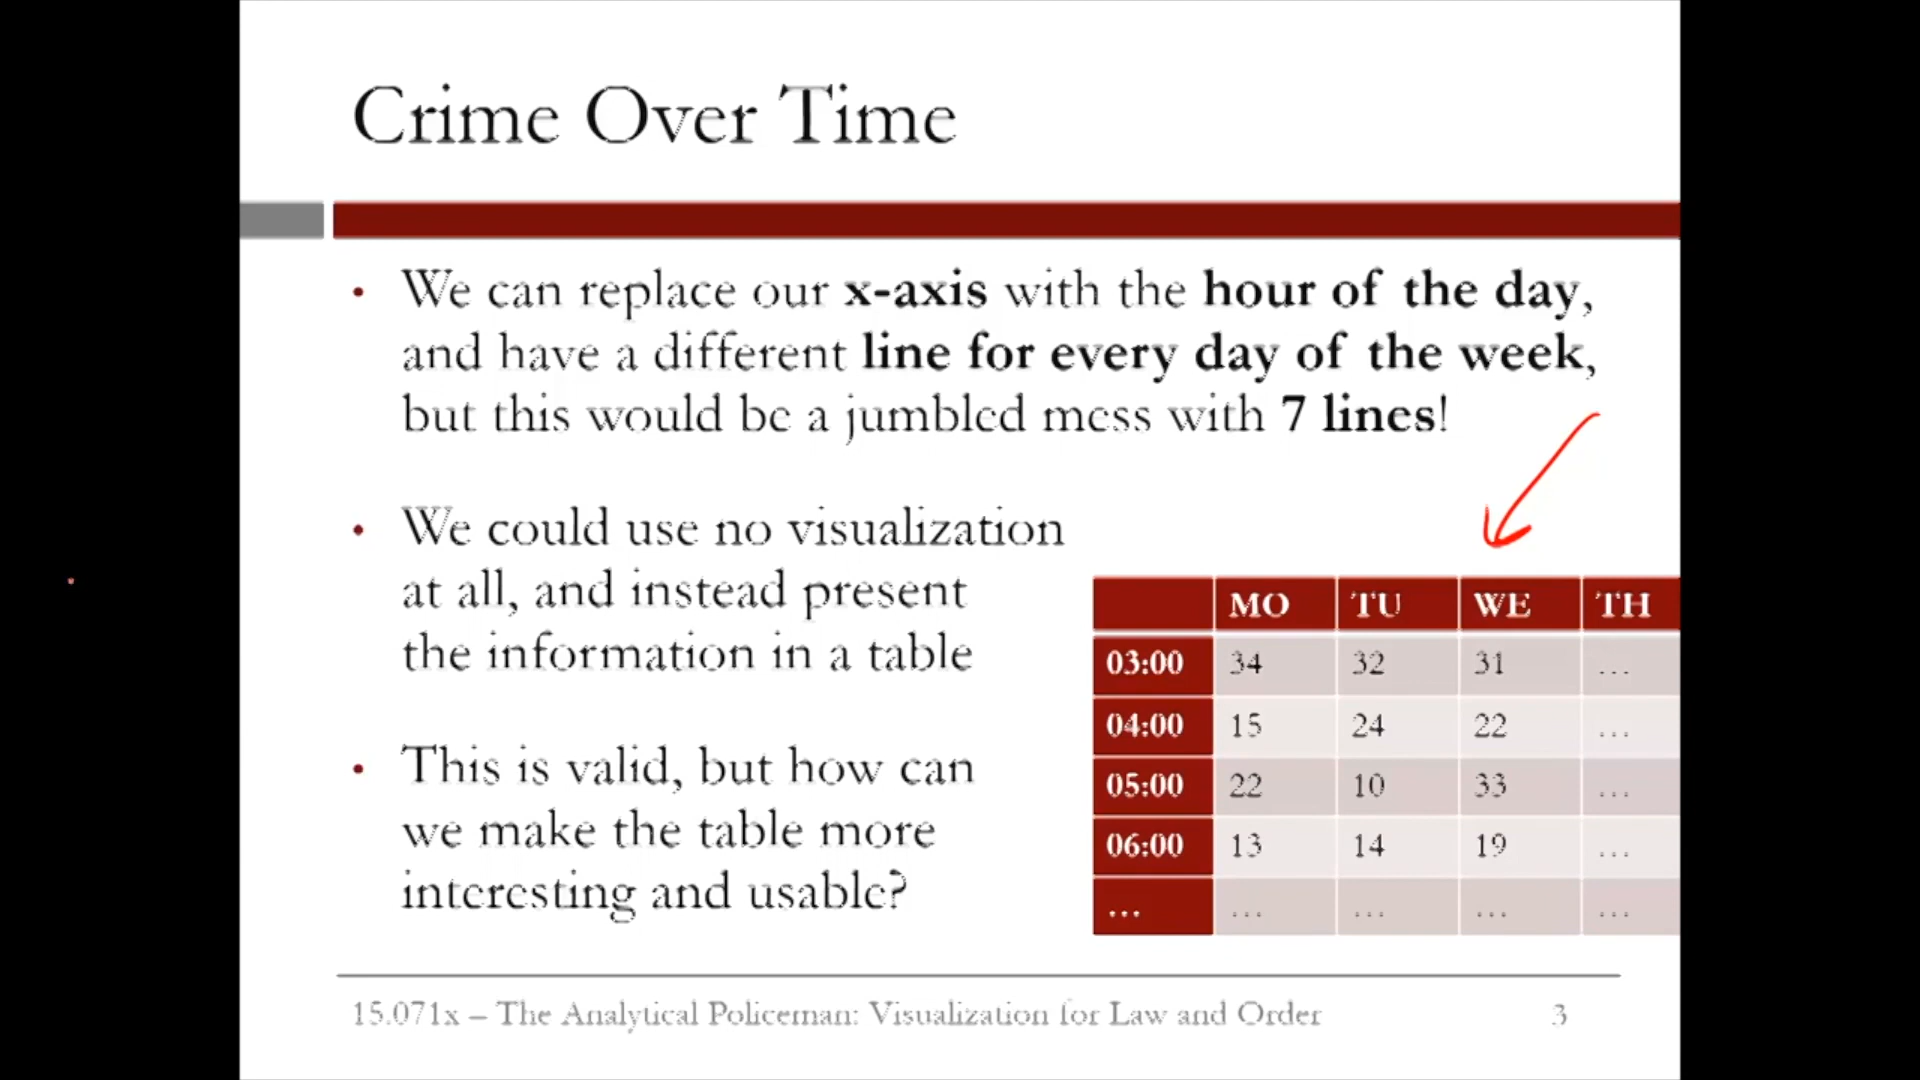 Crime Over Time
• We can replace our x-axis with the hour of the day,
and have a different line for every day of the week,
but this would be a jumbled mess with 7 lines!
• We could use no visualization
at all, and instead present
the information in a table
• This is valid, but how can
we make the table more
interesting and usable?
MO TU WE TH
03:00 34 32 31 ...
04:00 15 24 22 ...
05:00 22 10 33 ...
06:00 13 14 19 ...
... ... ... ... ...
15.071x – The Analytical Policeman: Visualization for Law and Order 3